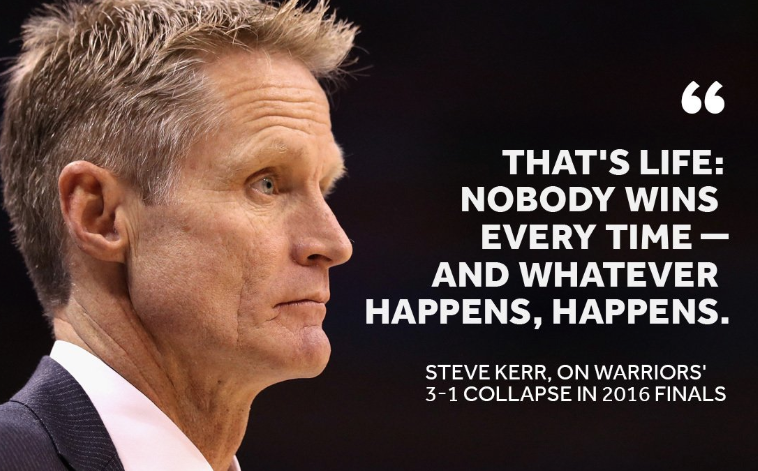 “
THAT'S LIFE:
NOBODY WINS
EVERY TIME —
AND WHATEVER
HAPPENS, HAPPENS.
STEVE KERR, ON WARRIORS'
3-1 COLLAPSE IN 2016 FINALS